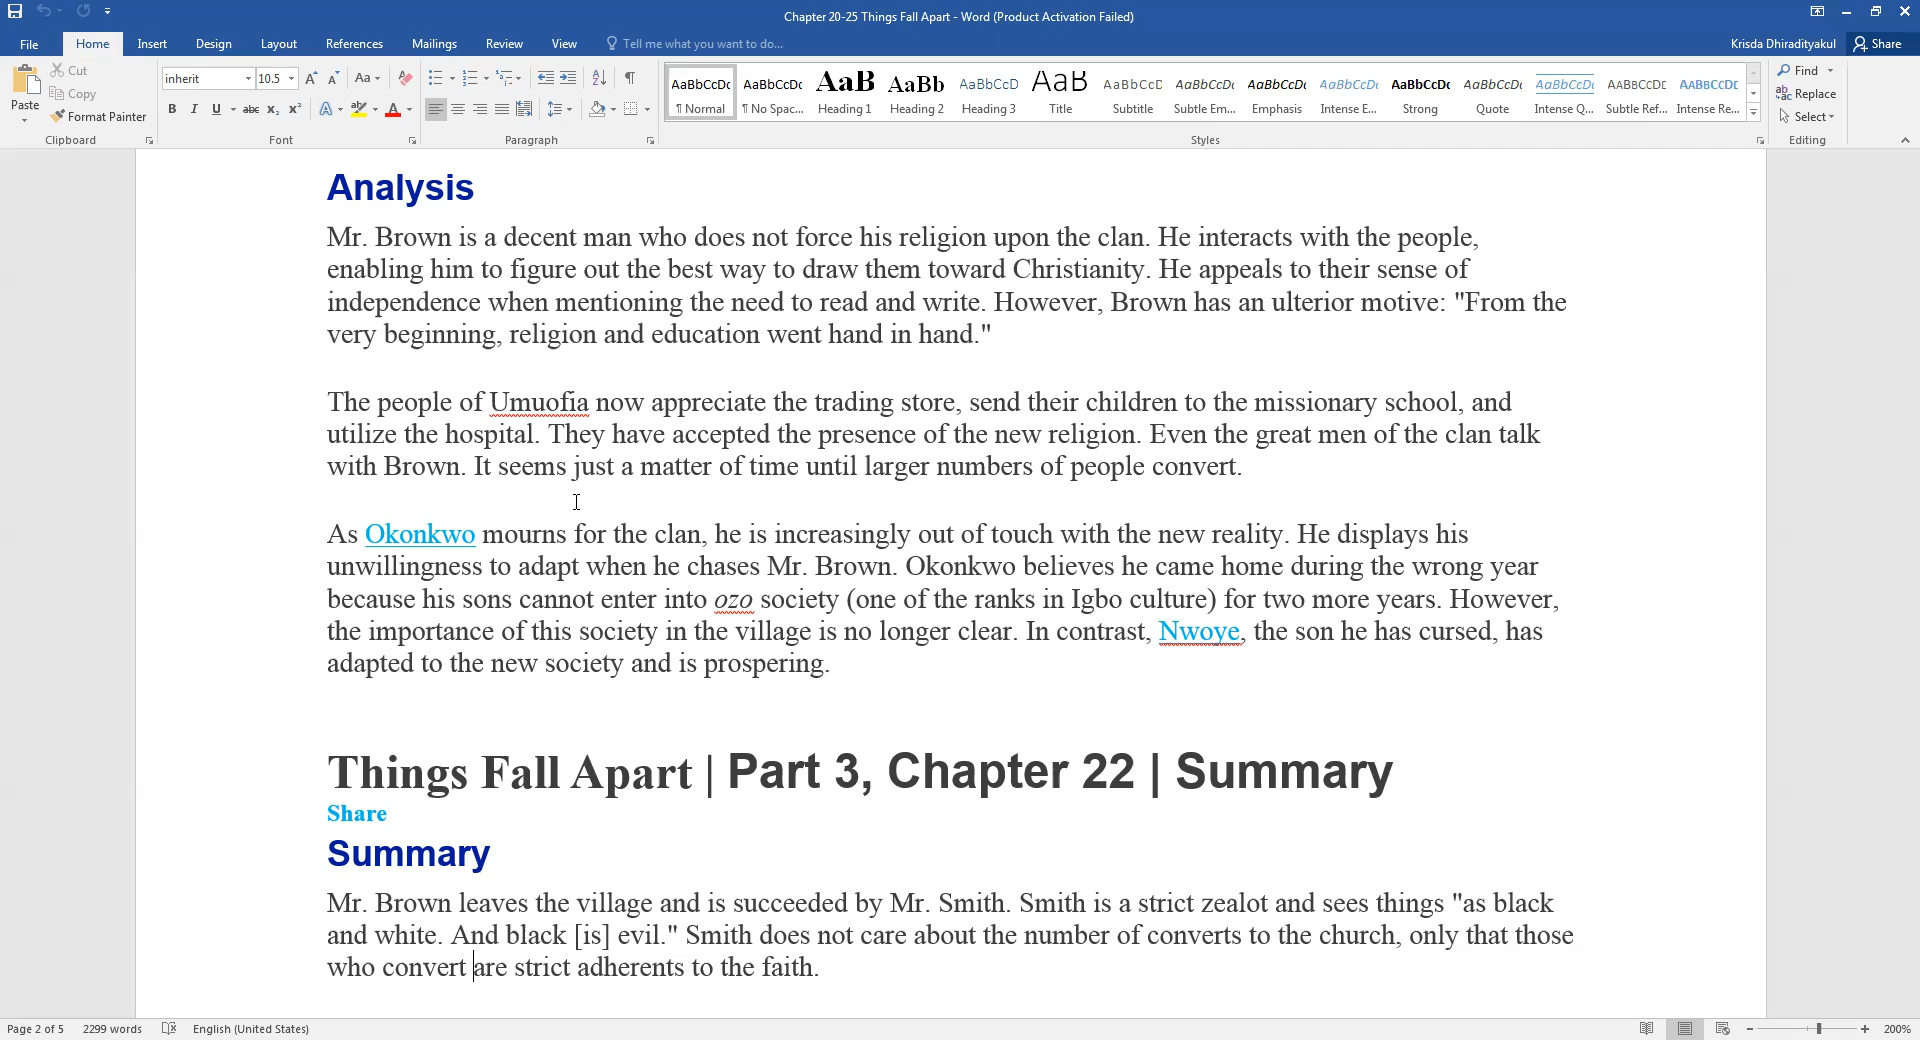 Chapter 20-25 Things Fall Apart - Word (Product Activation Failed)
File Home Insert Design Layout References Mailings Review View Tell me what you want to do... Krisda Dhiradityakul Share
Paste Cut Copy Format Painter
inherit 10.5 Aa
B I U abc X₂ X² A A
AaBbCcDc AaBbCcDc AaB AaBb AaBbCcD AaB AaBbCcD AaBbCcDc AaBbCcDc AaBbCcDc AaBbCcDc AaBbCcDc AaBbCcDc AABBCCDC AABBCCDC
¶ Normal ¶ No Spac... Heading 1 Heading 2 Heading 3 Title Subtitle Subtle Em... Emphasis Intense E... Strong Quote Intense Q... Subtle Ref... Intense Re...
Find Replace Select
Clipboard Font Paragraph Styles Editing
Analysis
Mr. Brown is a decent man who does not force his religion upon the clan. He interacts with the people,
enabling him to figure out the best way to draw them toward Christianity. He appeals to their sense of
independence when mentioning the need to read and write. However, Brown has an ulterior motive: "From the
very beginning, religion and education went hand in hand."
The people of Umuofia now appreciate the trading store, send their children to the missionary school, and
utilize the hospital. They have accepted the presence of the new religion. Even the great men of the clan talk
with Brown. It seems just a matter of time until larger numbers of people convert.
As Okonkwo mourns for the clan, he is increasingly out of touch with the new reality. He displays his
unwillingness to adapt when he chases Mr. Brown. Okonkwo believes he came home during the wrong year
because his sons cannot enter into ozo society (one of the ranks in Igbo culture) for two more years. However,
the importance of this society in the village is no longer clear. In contrast, Nwoye, the son he has cursed, has
adapted to the new society and is prospering.
Things Fall Apart | Part 3, Chapter 22 | Summary
Share
Summary
Mr. Brown leaves the village and is succeeded by Mr. Smith. Smith is a strict zealot and sees things "as black
and white. And black [is] evil." Smith does not care about the number of converts to the church, only that those
who convert are strict adherents to the faith.
Page 2 of 5 2299 words English (United States) 200%